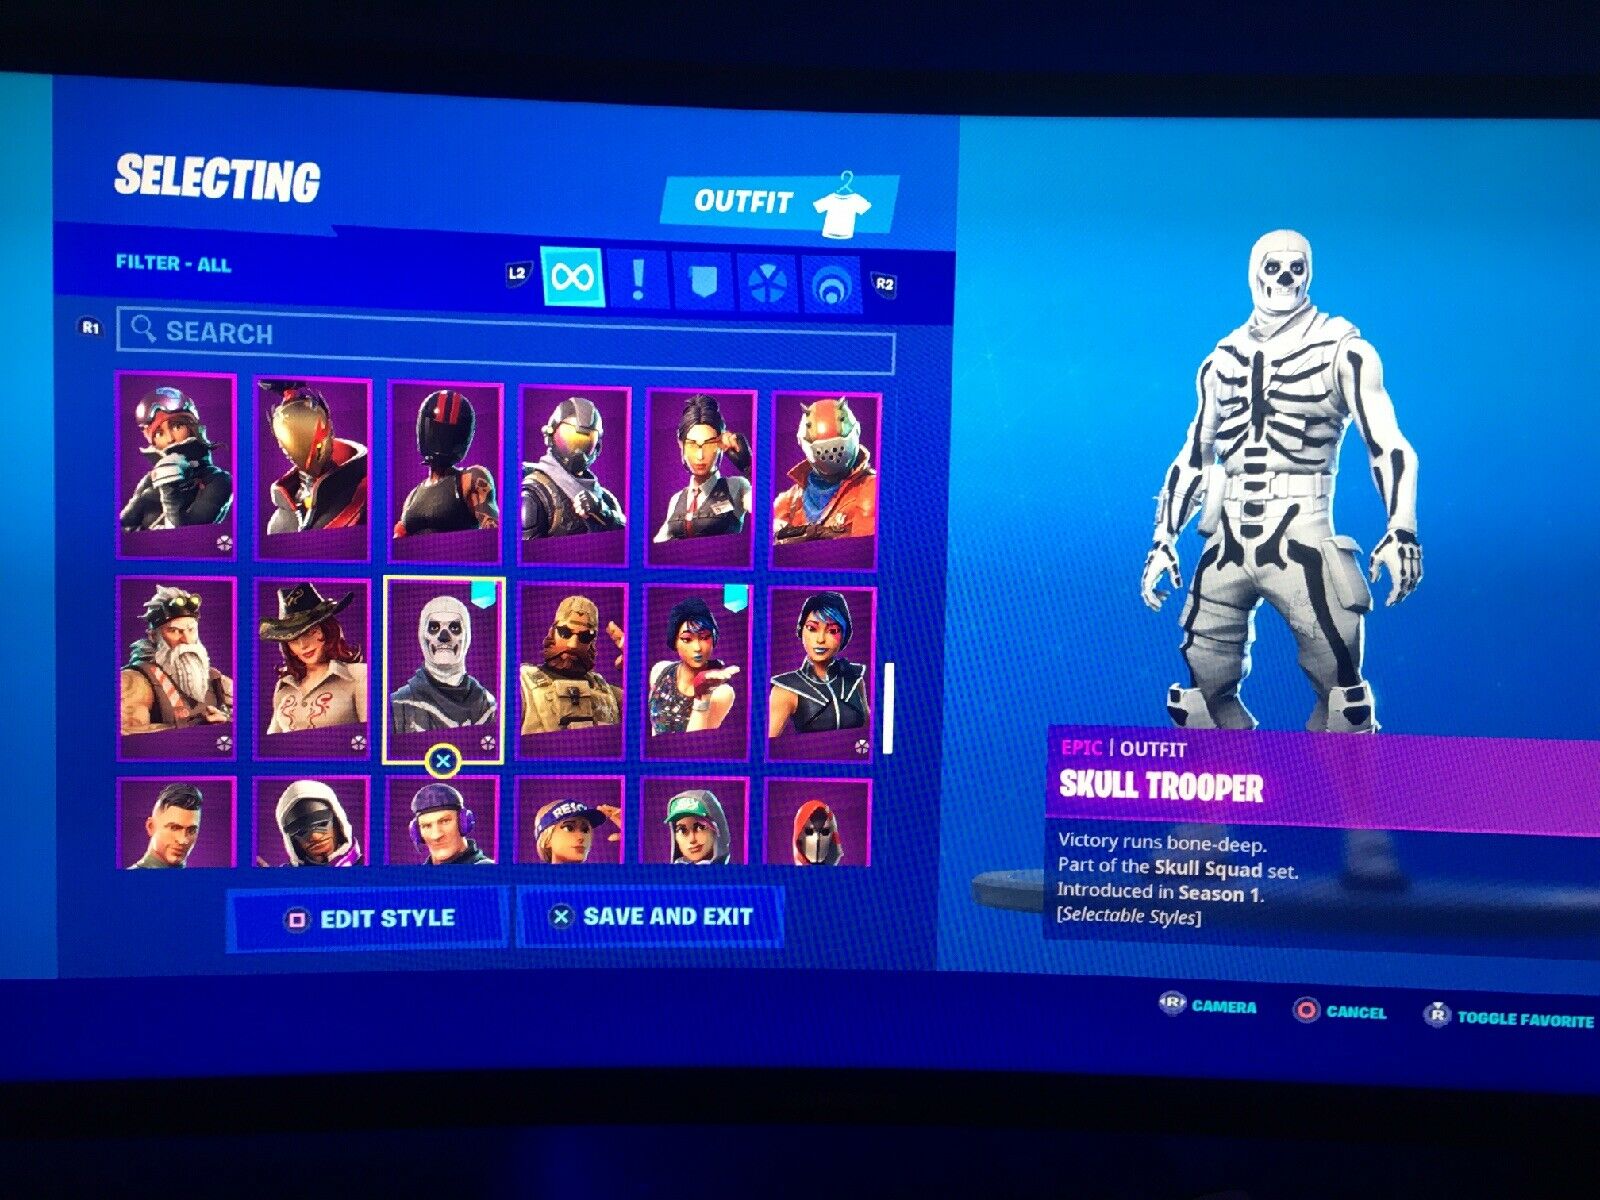 SELECTING
OUTFIT
FILTER - ALL
L2
R2
R1
SEARCH
EDIT STYLE
SAVE AND EXIT
EPIC | OUTFIT
SKULL TROOPER
Victory runs bone-deep.
Part of the Skull Squad set.
Introduced in Season 1.
[Selectable Styles]
R CAMERA
CANCEL
R TOGGLE FAVORITE